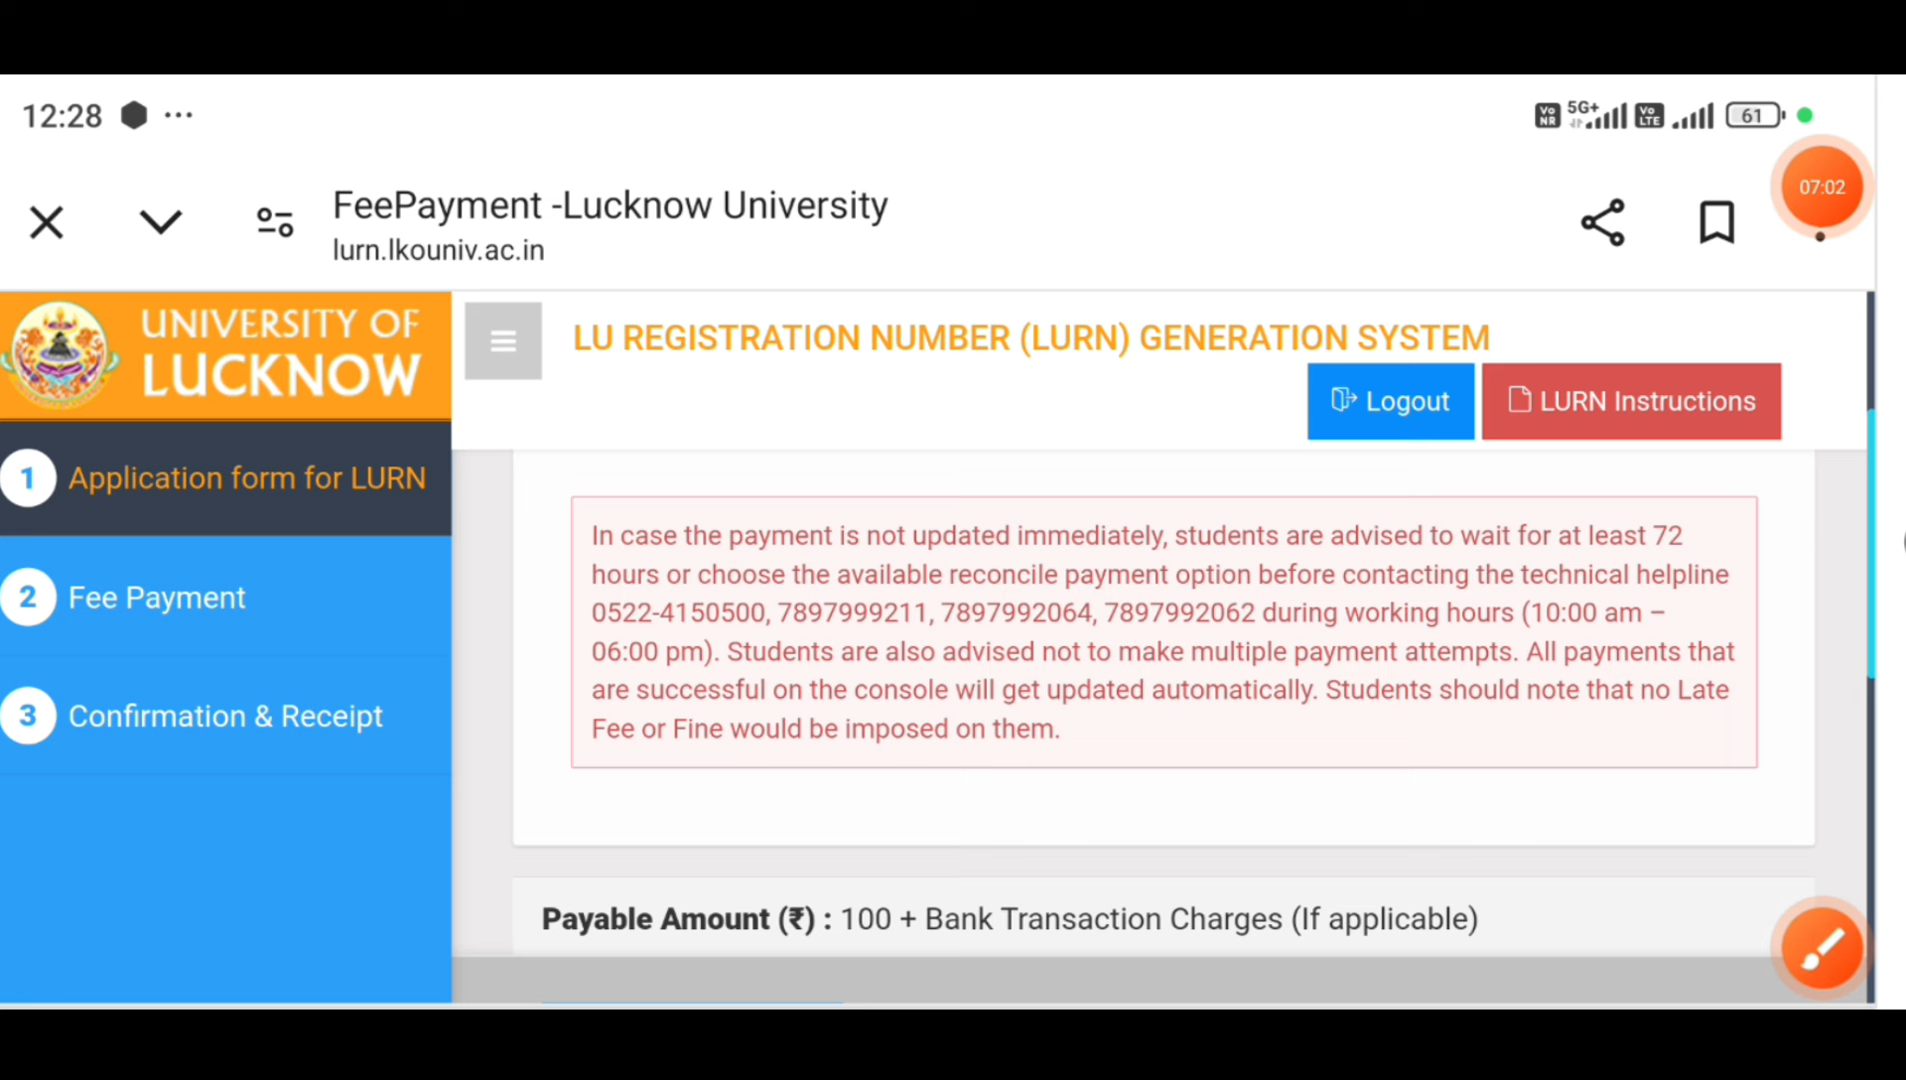 12:28
Vo NR 5G+ Vo LTE 61
07:02
FeePayment -Lucknow University
lurn.lkouniv.ac.in
UNIVERSITY OF
LUCKNOW
LU REGISTRATION NUMBER (LURN) GENERATION SYSTEM
Logout
LURN Instructions
1 Application form for LURN
2 Fee Payment
3 Confirmation & Receipt
In case the payment is not updated immediately, students are advised to wait for at least 72
hours or choose the available reconcile payment option before contacting the technical helpline
0522-4150500, 7897999211, 7897992064, 7897992062 during working hours (10:00 am –
06:00 pm). Students are also advised not to make multiple payment attempts. All payments that
are successful on the console will get updated automatically. Students should note that no Late
Fee or Fine would be imposed on them.
Payable Amount (₹) : 100 + Bank Transaction Charges (If applicable)